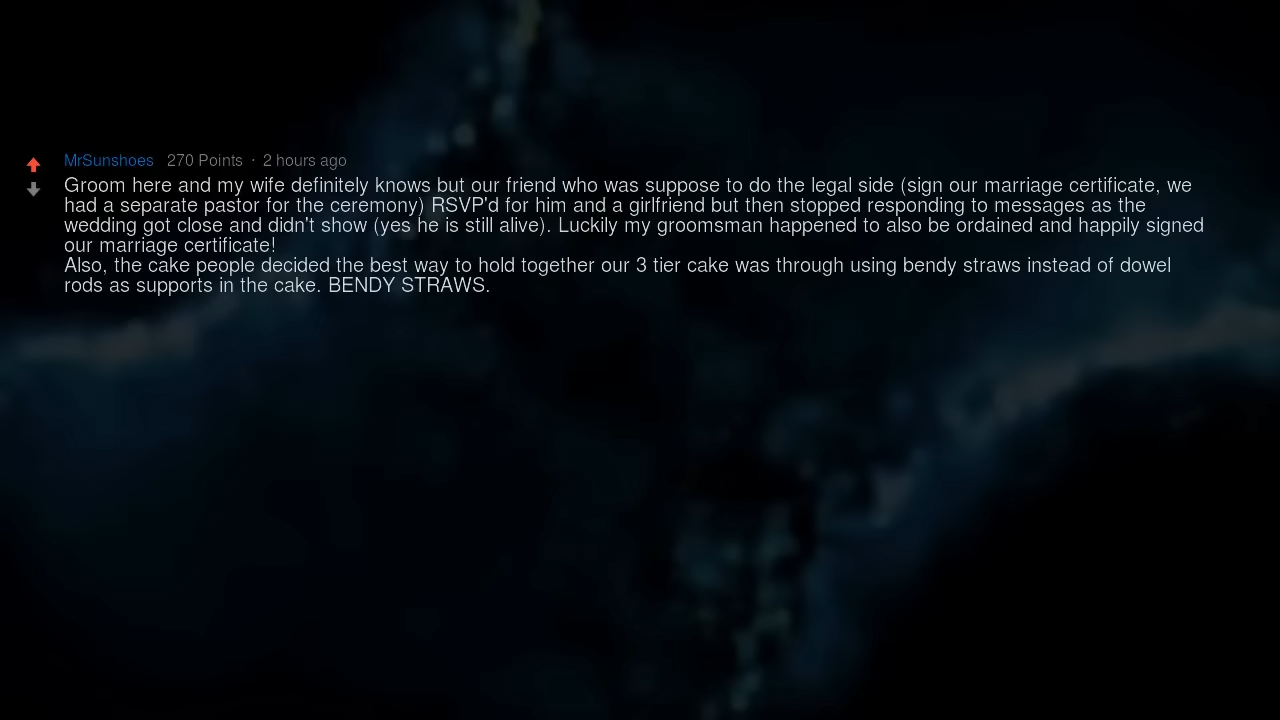 MrSunshoes 270 Points · 2 hours ago
Groom here and my wife definitely knows but our friend who was suppose to do the legal side (sign our marriage certificate, we
had a separate pastor for the ceremony) RSVP'd for him and a girlfriend but then stopped responding to messages as the
wedding got close and didn't show (yes he is still alive). Luckily my groomsman happened to also be ordained and happily signed
our marriage certificate!
Also, the cake people decided the best way to hold together our 3 tier cake was through using bendy straws instead of dowel
rods as supports in the cake. BENDY STRAWS.